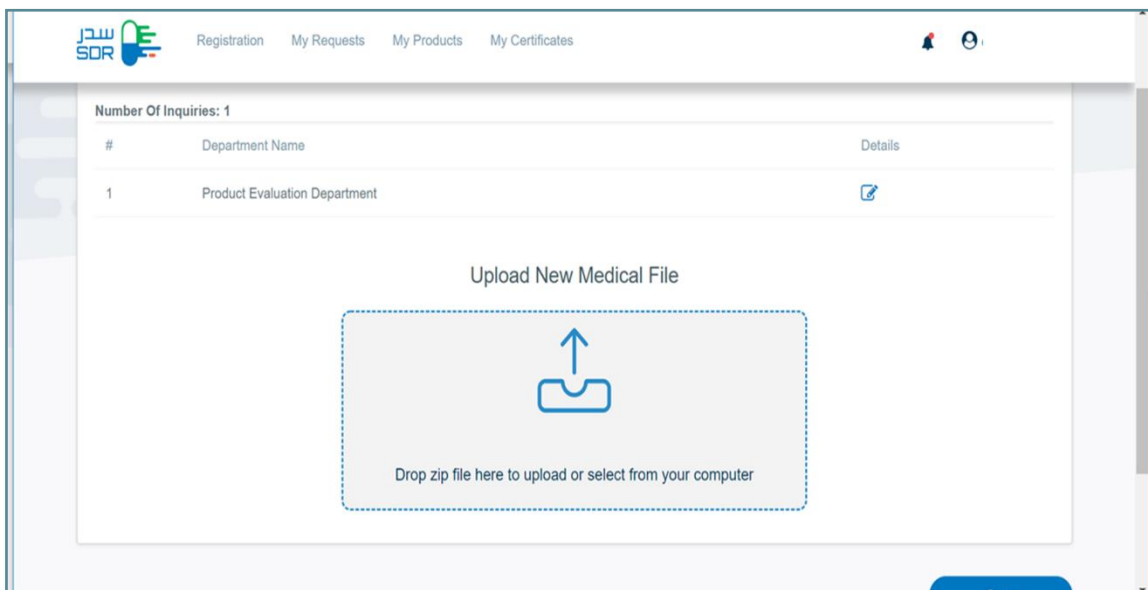 سدر
SDR
Registration My Requests My Products My Certificates
Number Of Inquiries: 1
# Department Name Details
1 Product Evaluation Department
Upload New Medical File
Drop zip file here to upload or select from your computer